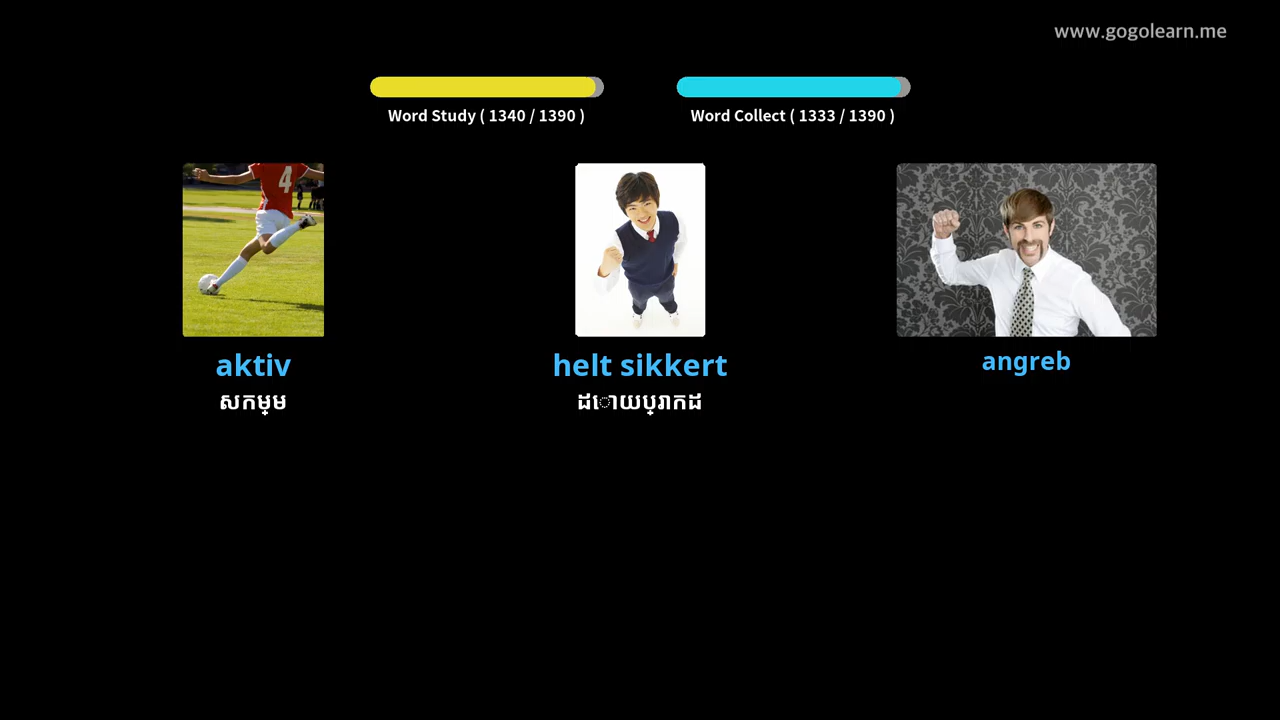 www.gogolearn.me
Word Study ( 1340 / 1390 )
Word Collect ( 1333 / 1390 )
4
aktiv
helt sikkert
angreb
សកម្ម
ដោយប្រាកដ